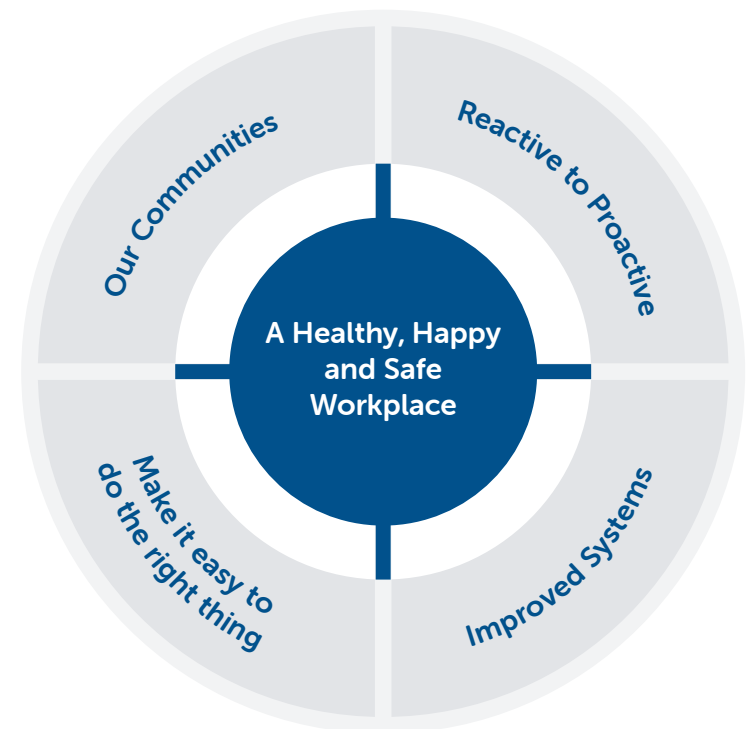 Our Communities
Reactive to Proactive
A Healthy, Happy
and Safe
Workplace
Make it easy to
do the right thing
Improved Systems